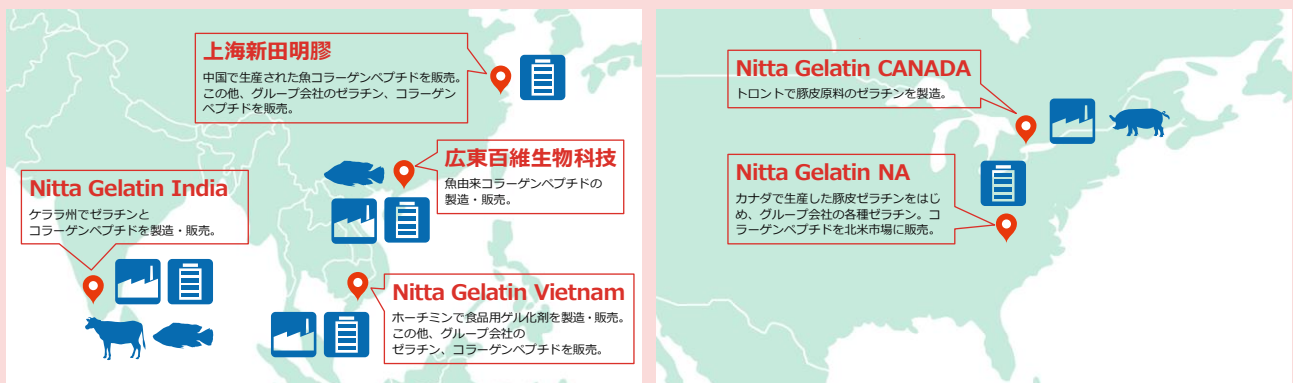 上海新田明膠
中国で生産された魚コラーゲンペプチドを販売。
この他、グループ会社のゼラチン、コラーゲン
ペプチドを販売。
広東百維生物科技
魚由来コラーゲンペプチドの
製造・販売。
Nitta Gelatin India
ケララ州でゼラチンと
コラーゲンペプチドを製造・販売。
Nitta Gelatin Vietnam
ホーチミンで食品用ゲル化剤を製造・販売。
この他、グループ会社の
ゼラチン、コラーゲンペプチドを販売。
Nitta Gelatin CANADA
トロントで豚皮原料のゼラチンを製造。
Nitta Gelatin NA
カナダで生産した豚皮ゼラチンをはじ
め、グループ会社の各種ゼラチン。コ
ラーゲンペプチドを北米市場に販売。